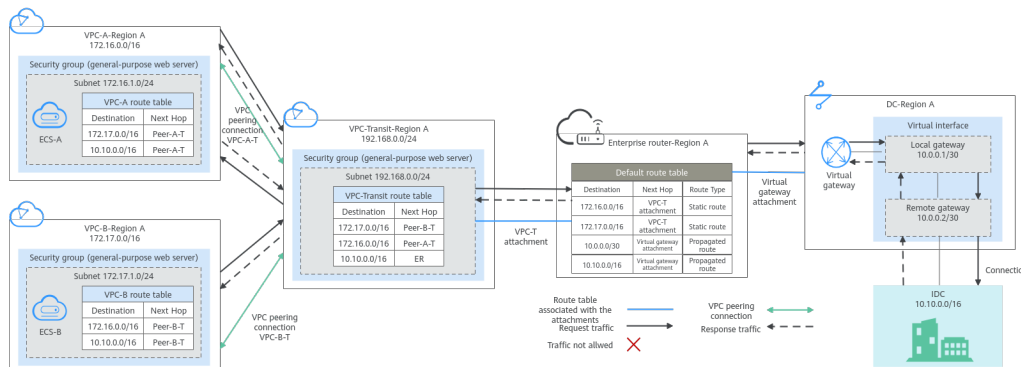 VPC-A-Region A
172.16.0.0/16
Security group (general-purpose web server)
Subnet 172.16.1.0/24
VPC-A route table
Destination Next Hop
172.17.0.0/16 Peer-A-T
10.10.0.0/16 Peer-A-T
ECS-A
VPC
peering
connection
VPC-A-T
VPC-B-Region A
172.17.0.0/16
Security group (general-purpose web server)
Subnet 172.17.1.0/24
VPC-B route table
Destination Next Hop
172.16.0.0/16 Peer-B-T
10.10.0.0/16 Peer-B-T
ECS-B
VPC peering
connection
VPC-B-T
VPC-Transit-Region A
192.168.0.0/24
Security group (general-purpose web server)
Subnet 192.168.0.0/24
VPC-Transit route table
Destination Next Hop
172.17.0.0/16 Peer-B-T
172.16.0.0/16 Peer-A-T
10.10.0.0/16 ER
VPC-T
attachment
Enterprise router-Region A
Default route table
Destination Next Hop Route Type
172.16.0.0/16 VPC-T attachment Static route
172.17.0.0/16 VPC-T attachment Static route
10.0.0.0/30 Virtual gateway attachment Propagated route
10.10.0.0/16 Virtual gateway attachment Propagated route
Virtual
gateway
attachment
DC-Region A
Virtual interface
Virtual
gateway
Local gateway
10.0.0.1/30
Remote gateway
10.0.0.2/30
Connectio
IDC
10.10.0.0/16
Route table
associated with the
attachments
Request traffic
Traffic not allwed
VPC peering
connection
Response traffic